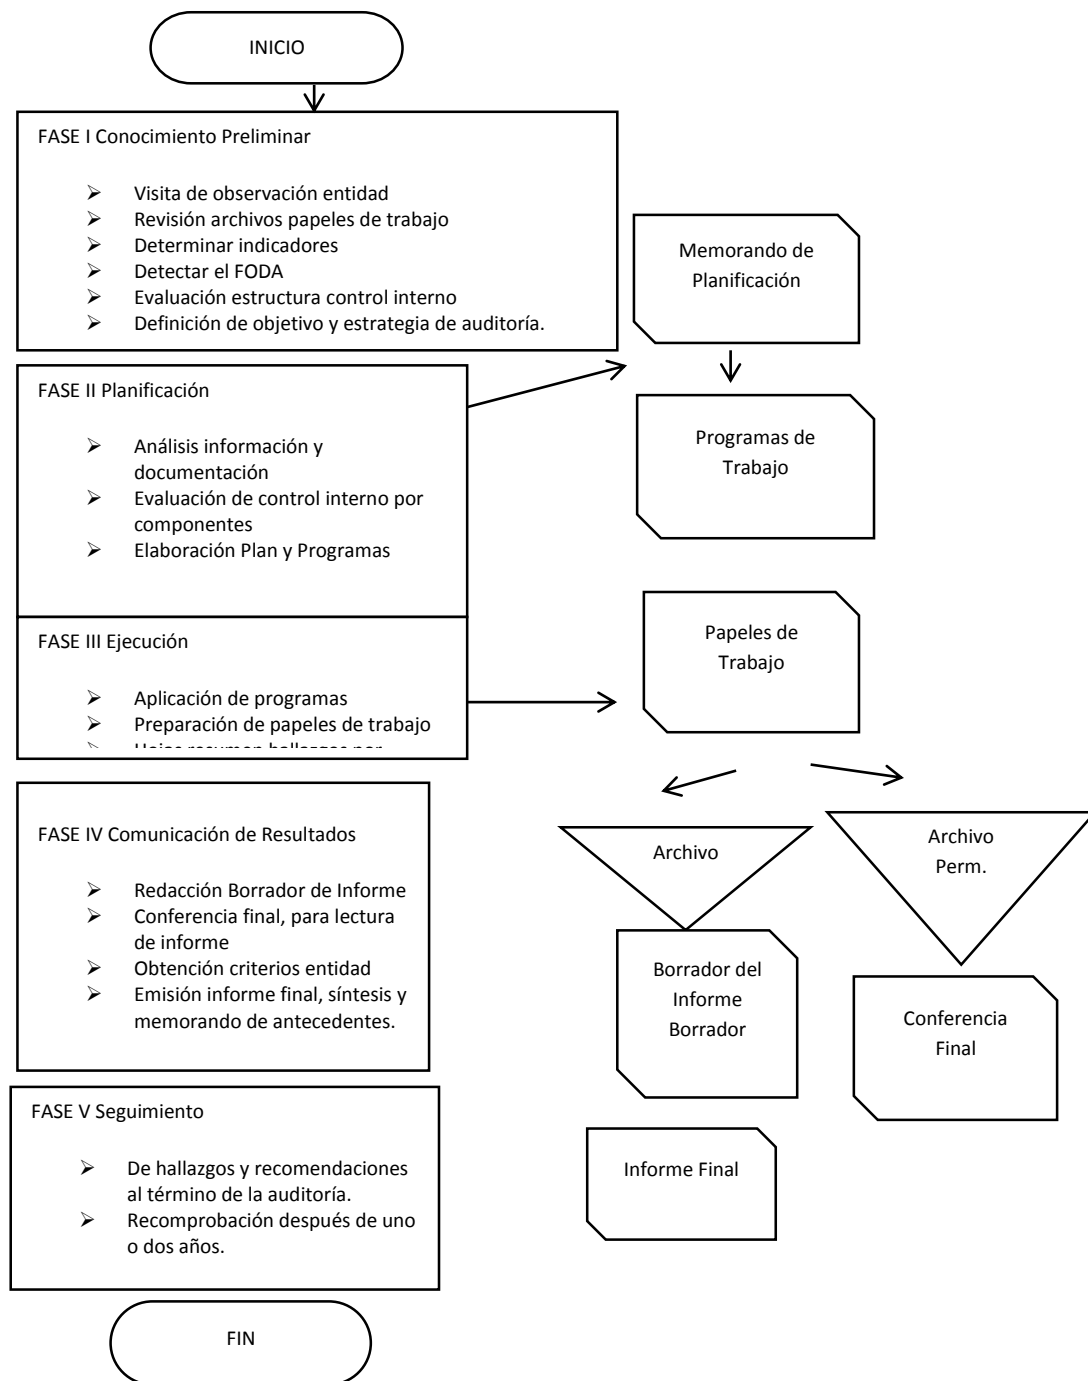 INICIO
FASE I Conocimiento Preliminar
➢ Visita de observación entidad
➢ Revisión archivos papeles de trabajo
➢ Determinar indicadores
➢ Detectar el FODA
➢ Evaluación estructura control interno
➢ Definición de objetivo y estrategia de auditoría.
Memorando de
Planificación
FASE II Planificación
➢ Análisis información y
documentación
➢ Evaluación de control interno por
componentes
➢ Elaboración Plan y Programas
Programas de
Trabajo
FASE III Ejecución
➢ Aplicación de programas
➢ Preparación de papeles de trabajo
➢ Hojas resumen hallazgos por
Papeles de
Trabajo
Archivo
Archivo
Perm.
FASE IV Comunicación de Resultados
➢ Redacción Borrador de Informe
➢ Conferencia final, para lectura
de informe
➢ Obtención criterios entidad
➢ Emisión informe final, síntesis y
memorando de antecedentes.
Borrador del
Informe
Borrador
Conferencia
Final
FASE V Seguimiento
➢ De hallazgos y recomendaciones
al término de la auditoría.
➢ Recomprobación después de uno
o dos años.
Informe Final
FIN